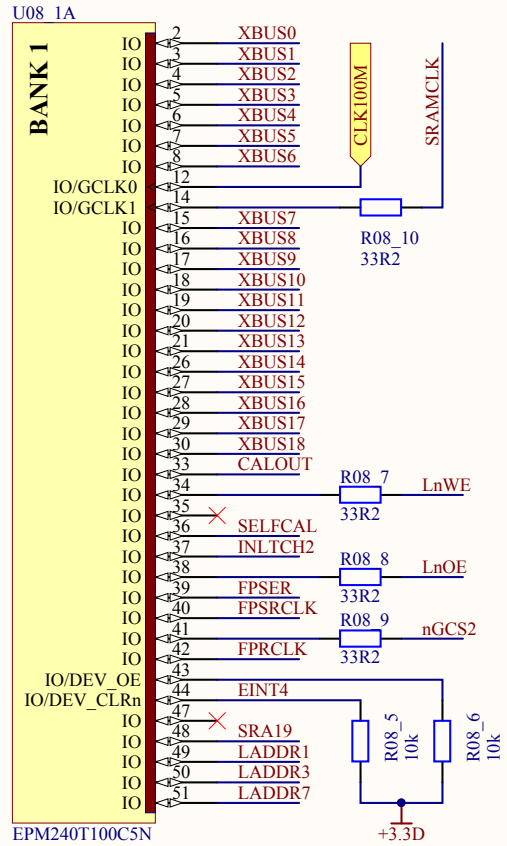 U08_1A
BANK 1
IO 2 XBUS0
IO 3 XBUS1
IO 4 XBUS2
IO 5 XBUS3
IO 6 XBUS4
IO 7 XBUS5
IO 8 XBUS6
IO/GCLK0 12
CLK100M
IO/GCLK1 14
SRAMCLK
R08_10
33R2
IO 15 XBUS7
IO 16 XBUS8
IO 17 XBUS9
IO 18 XBUS10
IO 19 XBUS11
IO 20 XBUS12
IO 21 XBUS13
IO 26 XBUS14
IO 27 XBUS15
IO 28 XBUS16
IO 29 XBUS17
IO 30 XBUS18
IO 33 CALOUT
IO 34 R08_7 LnWE
33R2
IO 35
IO 36 SELFCAL
IO 37 INLTCH2
IO 38 R08_8 LnOE
33R2
IO 39 FPSER
IO 40 FPSRCLK
IO 41 R08_9 nGCS2
33R2
IO 42 FPRCLK
IO/DEV_OE 43
IO/DEV_CLRn 44 EINT4
IO 47
R08_5
10k
R08_6
10k
IO 48 SRA19
IO 49 LADDR1
IO 50 LADDR3
IO 51 LADDR7
EPM240T100C5N
+3.3D